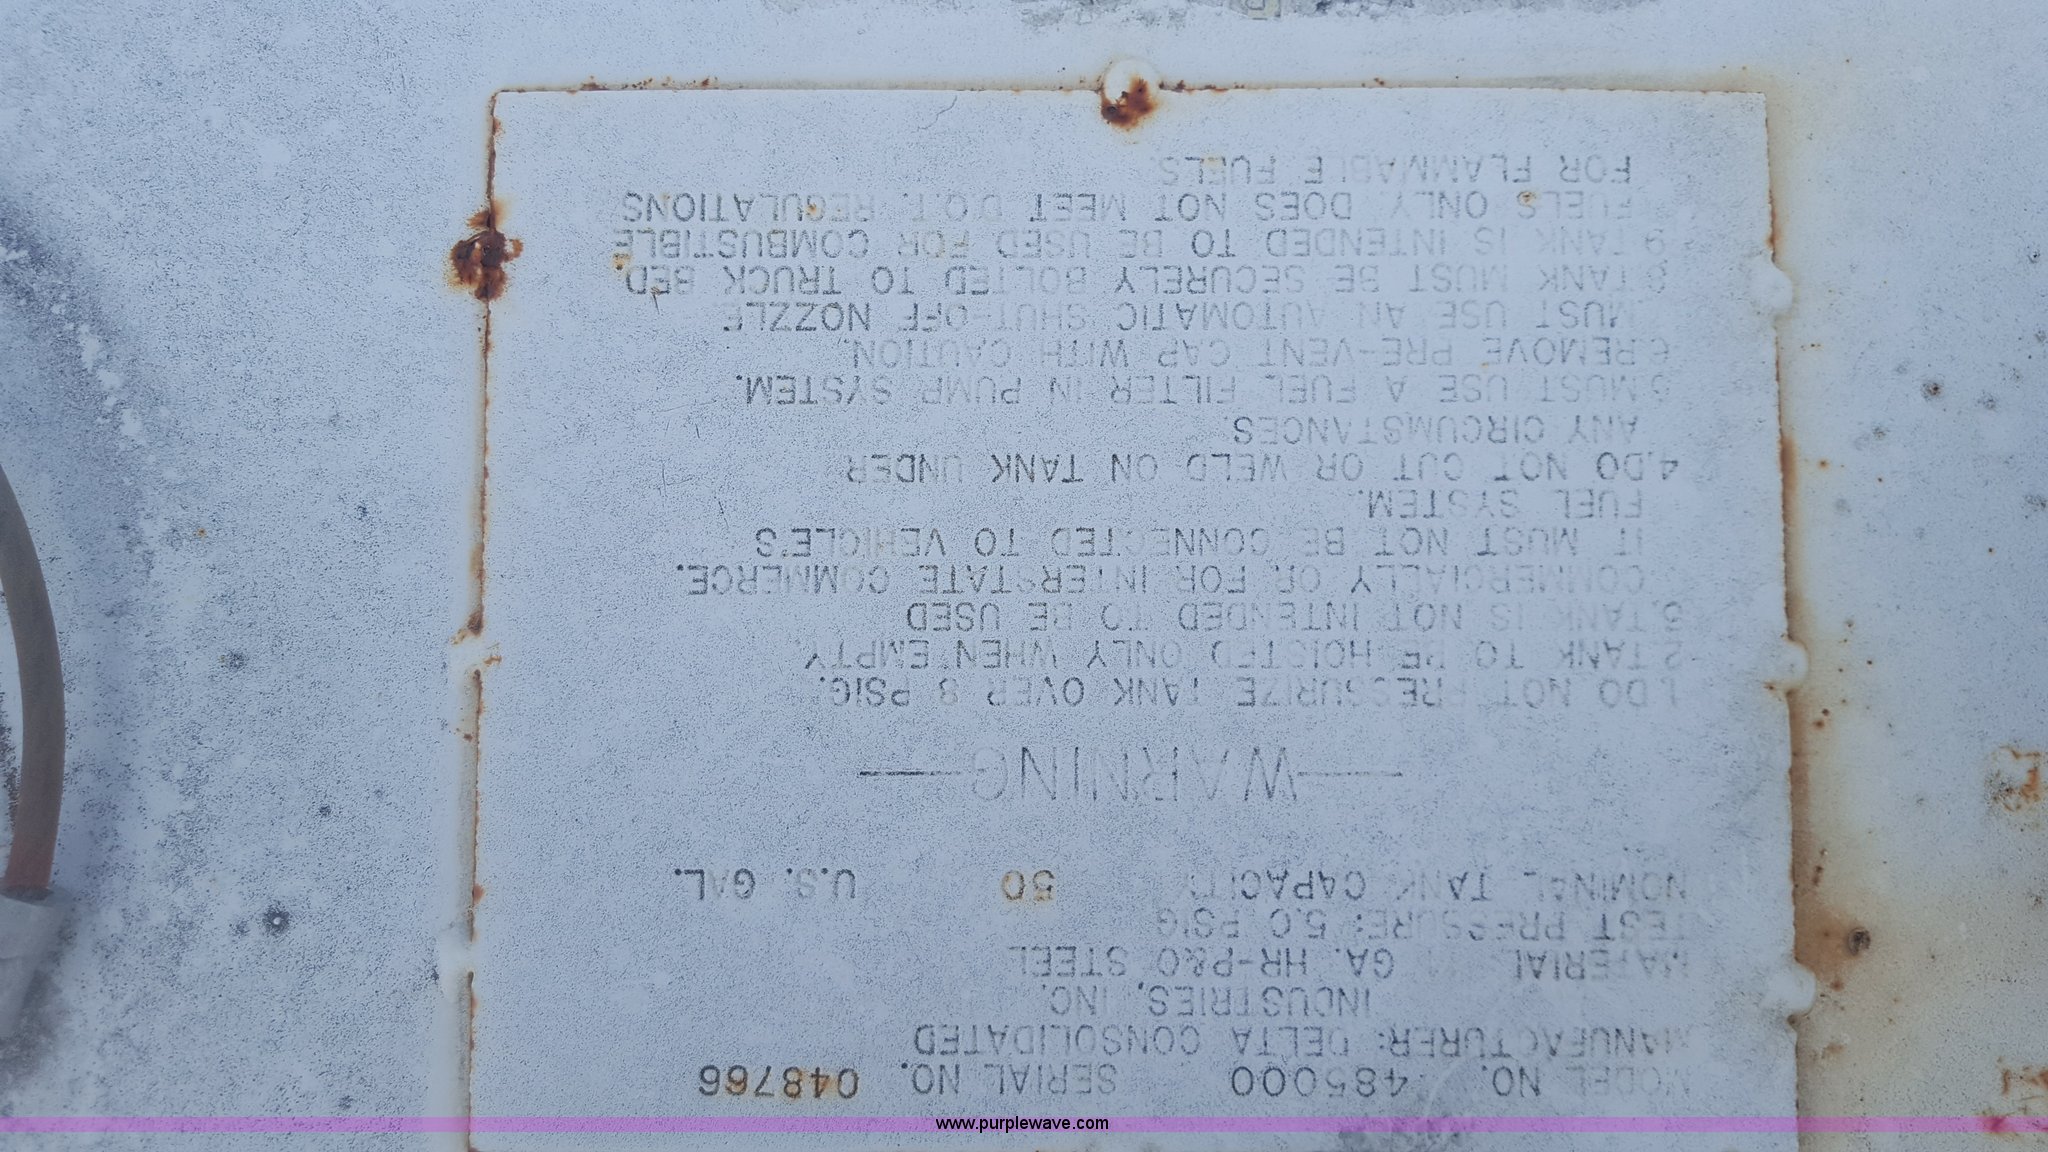 MODEL NO. 485000 SERIAL NO. 048766
MANUFACTURER: DELTA CONSOLIDATED
INDUSTRIES, INC.
MATERIAL GA. HR-P&O STEEL
TEST PRESSURE: 5.0 PSIG
NOMINAL TANK CAPACITY 50 U.S. GAL.
WARNING
1.DO NOT PRESSURIZE TANK OVER 3 PSIG.
2.TANK TO BE HOISTED ONLY WHEN EMPTY.
3.TANK IS NOT INTENDED TO BE USED
COMMERCIALLY OR FOR INTERSTATE COMMERCE.
IT MUST NOT BE CONNECTED TO VEHICLE'S
FUEL SYSTEM.
4.DO NOT CUT OR WELD ON TANK UNDER
ANY CIRCUMSTANCES.
5.MUST USE A FUEL FILTER IN PUMP SYSTEM.
6.REMOVE PRE-VENT CAP WITH CAUTION.
MUST USE AN AUTOMATIC SHUT-OFF NOZZLE
8.TANK MUST BE SECURELY BOLTED TO TRUCK BED.
9.TANK IS INTENDED TO BE USED FOR COMBUSTIBLE
FUELS ONLY DOES NOT MEET D.O.T. REGULATIONS
FOR FLAMMABLE FUELS.
www.purplewave.com